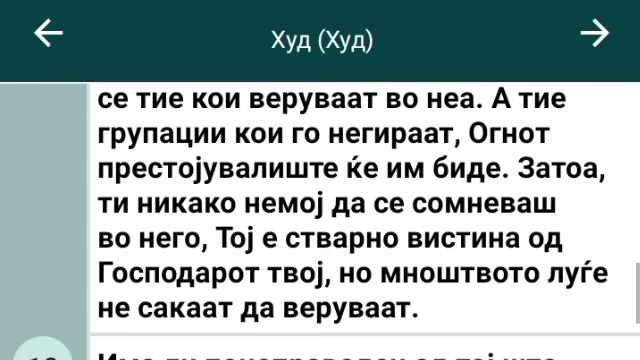 Худ (Худ)
се тие кои веруваат во неа. А тие
групации кои го негираат, Огнот
престојувалиште ќе им биде. Затоа,
ти никако немој да се сомневаш
во него, Тој е стварно вистина од
Господарот твој, но мноштвото луѓе
не сакаат да веруваат.